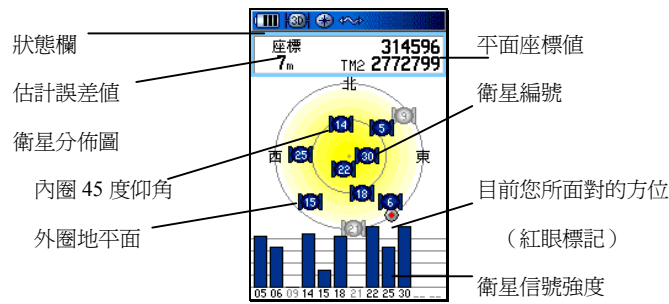 3D
狀態欄
座標 314596
7m TM2 2772799
平面座標值
估計誤差值
北
衛星編號
9
14 5
衛星分佈圖
西 25 30 東
22
內圈 45 度仰角
18
目前您所面對的方位
15 6
（紅眼標記）
外圈地平面
21
衛星信號強度
05 06 09 14 15 18 21 22 25 30 __ __